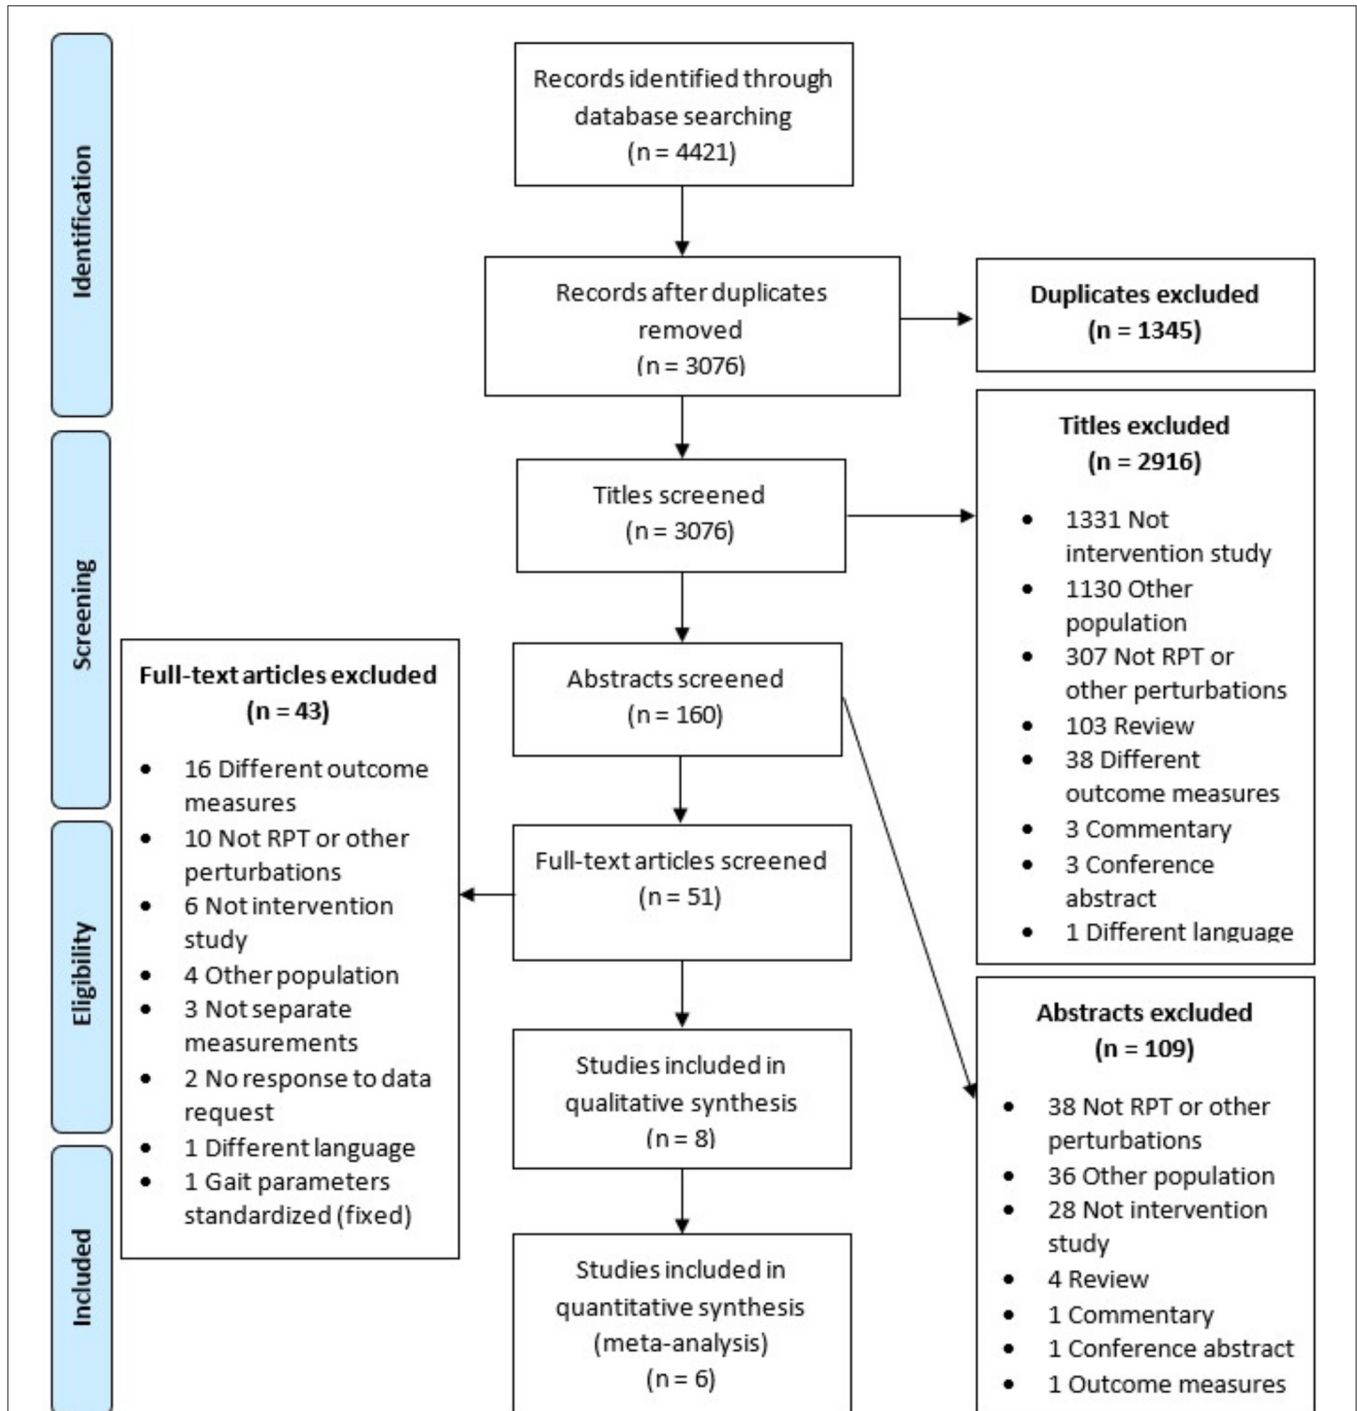 Identification
Records identified through
database searching
(n = 4421)
Records after duplicates
removed
(n = 3076)
Duplicates excluded
(n = 1345)
Screening
Titles screened
(n = 3076)
Titles excluded
(n = 2916)
• 1331 Not
intervention study
• 1130 Other
population
• 307 Not RPT or
other perturbations
• 103 Review
• 38 Different
outcome measures
• 3 Commentary
• 3 Conference
abstract
• 1 Different language
Abstracts screened
(n = 160)
Abstracts excluded
(n = 109)
• 38 Not RPT or other
perturbations
• 36 Other population
• 28 Not intervention
study
• 4 Review
• 1 Commentary
• 1 Conference abstract
• 1 Outcome measures
Eligibility
Full-text articles screened
(n = 51)
Full-text articles excluded
(n = 43)
• 16 Different outcome
measures
• 10 Not RPT or other
perturbations
• 6 Not intervention
study
• 4 Other population
• 3 Not separate
measurements
• 2 No response to data
request
• 1 Different language
• 1 Gait parameters
standardized (fixed)
Studies included in
qualitative synthesis
(n = 8)
Included
Studies included in
quantitative synthesis
(meta-analysis)
(n = 6)